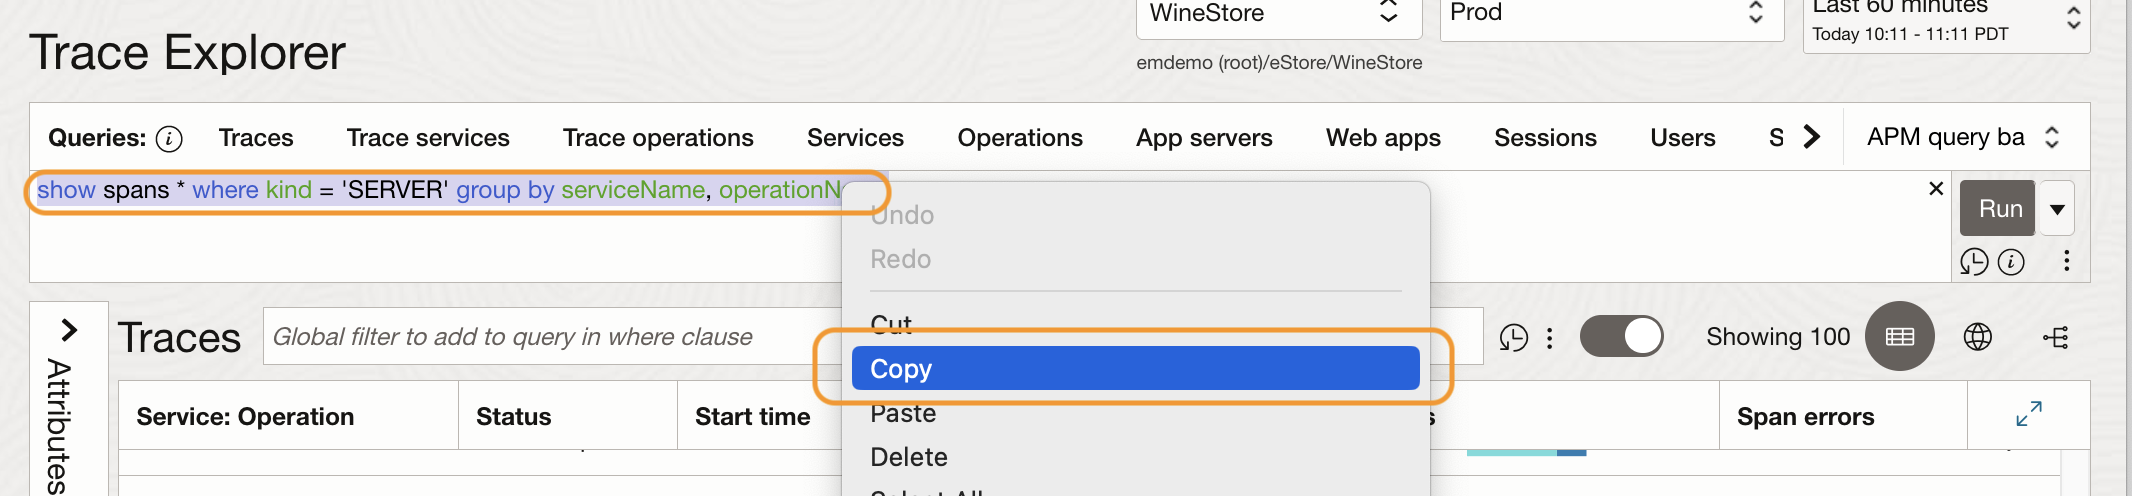 WineStore
Prod
Last 60 minutes
Today 10:11 - 11:11 PDT
Trace Explorer
emdemo (root)/eStore/WineStore
Queries: i Traces Trace services Trace operations Services Operations App servers Web apps Sessions Users S APM query ba
show spans * where kind = 'SERVER' group by serviceName, operationN
Run
Undo
Redo
Cut
Copy
Paste
Delete
Select All
Attributes
Traces
Global filter to add to query in where clause
Showing 100
Service: Operation Status Start time s Span errors